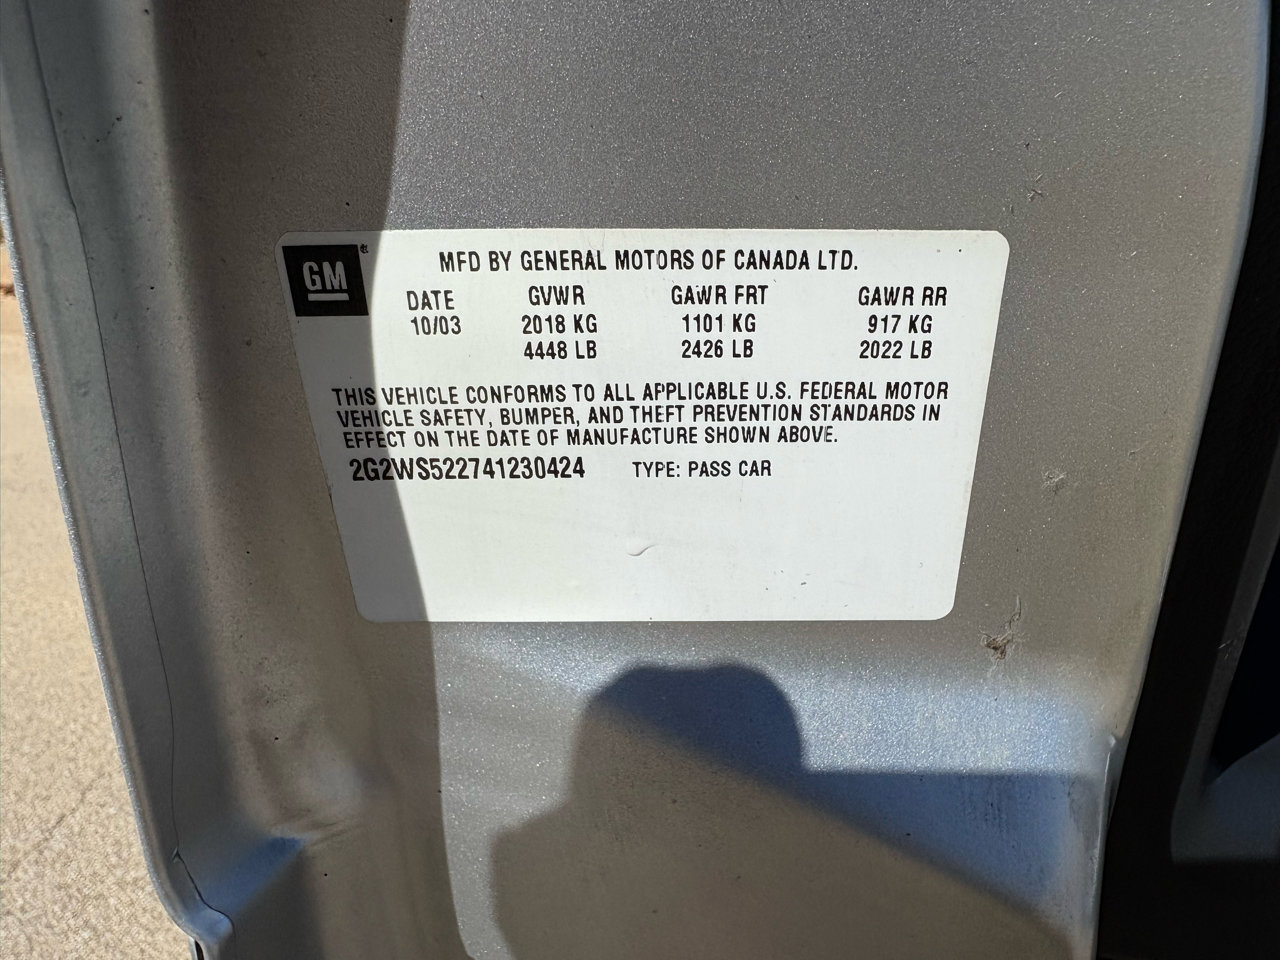 GM
MFD BY GENERAL MOTORS OF CANADA LTD.
DATE GVWR GAWR FRT GAWR RR
10/03 2018 KG 1101 KG 917 KG
4448 LB 2426 LB 2022 LB
THIS VEHICLE CONFORMS TO ALL APPLICABLE U.S. FEDERAL MOTOR
VEHICLE SAFETY, BUMPER, AND THEFT PREVENTION STANDARDS IN
EFFECT ON THE DATE OF MANUFACTURE SHOWN ABOVE.
2G2WS522741230424 TYPE: PASS CAR